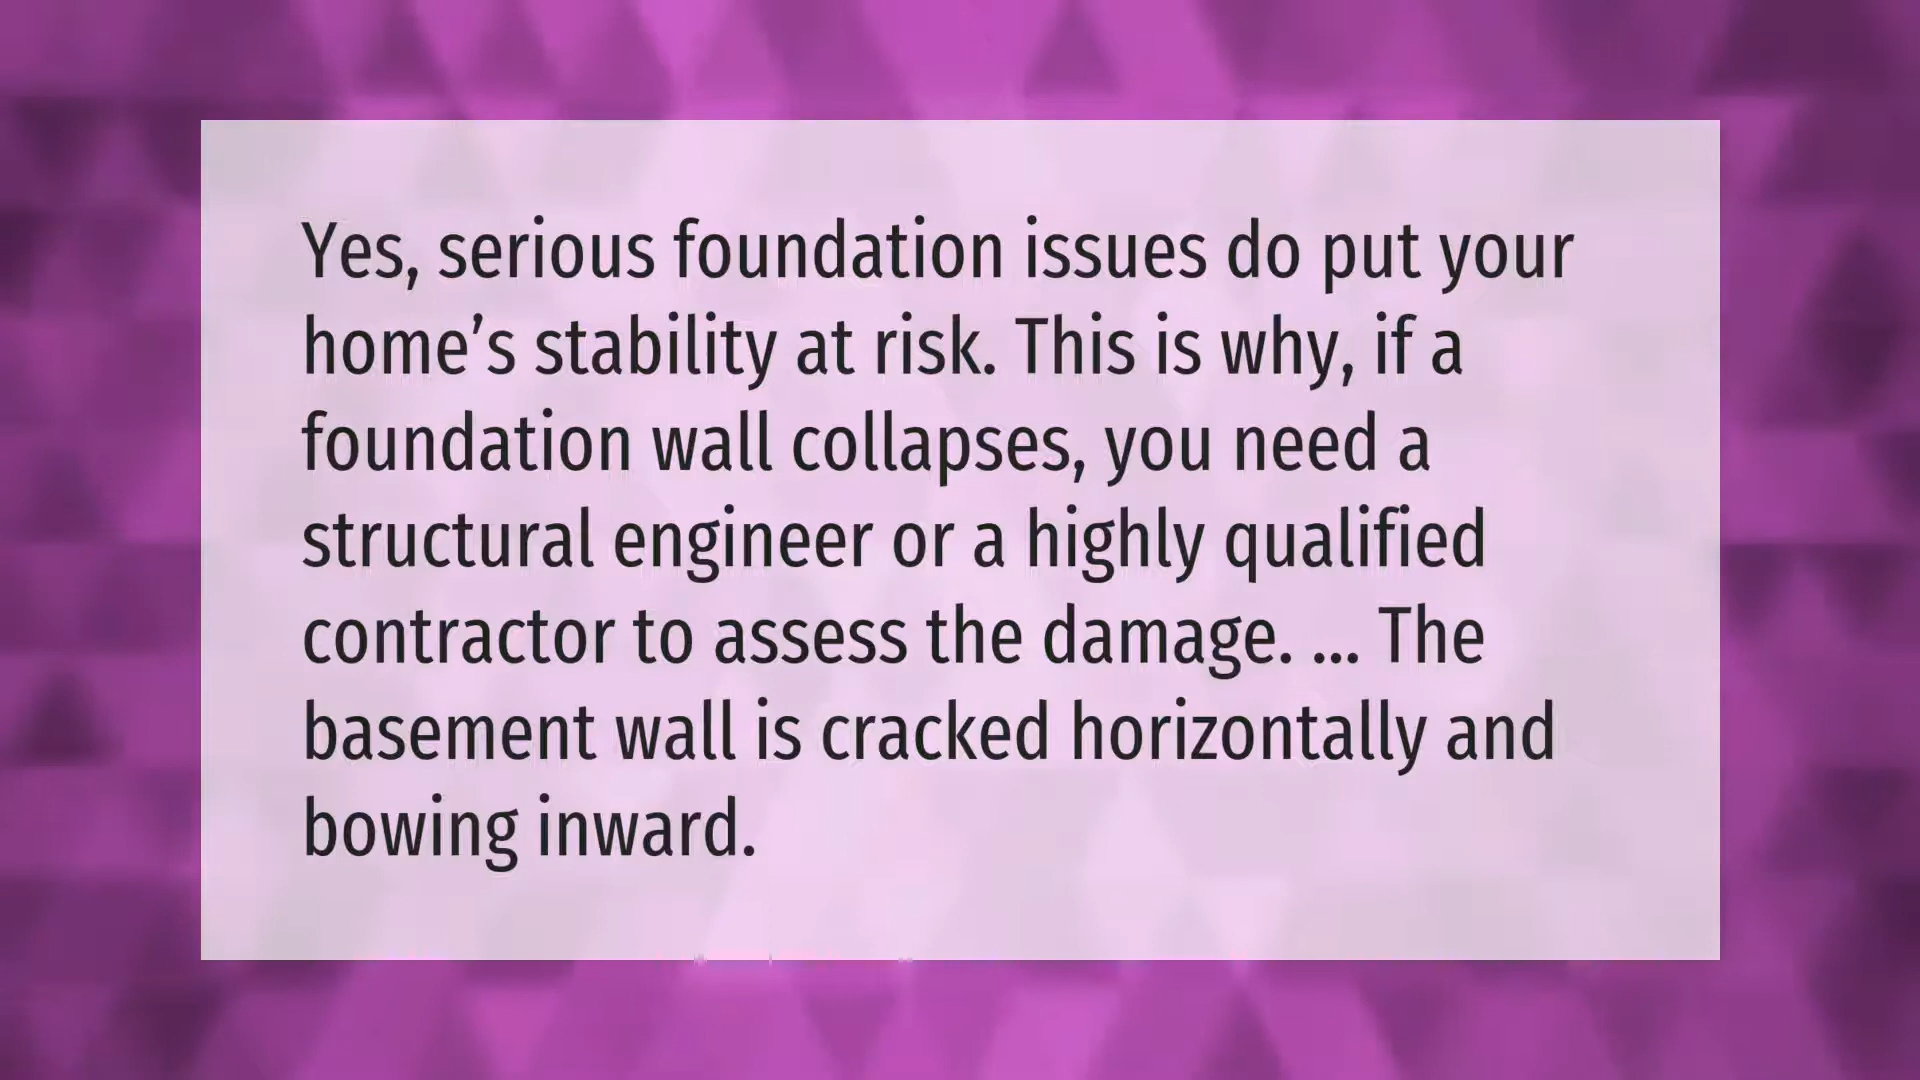 Yes, serious foundation issues do put your
home’s stability at risk. This is why, if a
foundation wall collapses, you need a
structural engineer or a highly qualified
contractor to assess the damage. ... The
basement wall is cracked horizontally and
bowing inward.